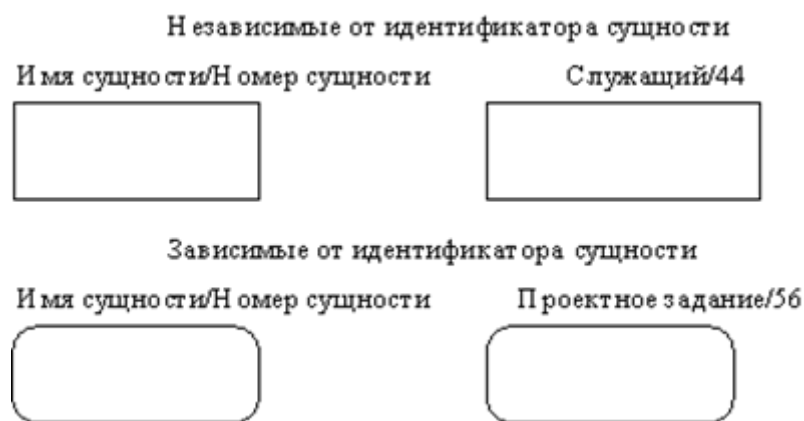 Независимые от идентификатора сущности
Имя сущности/Номер сущности Служащий/44
Зависимые от идентификатора сущности
Имя сущности/Номер сущности Проектное задание/56